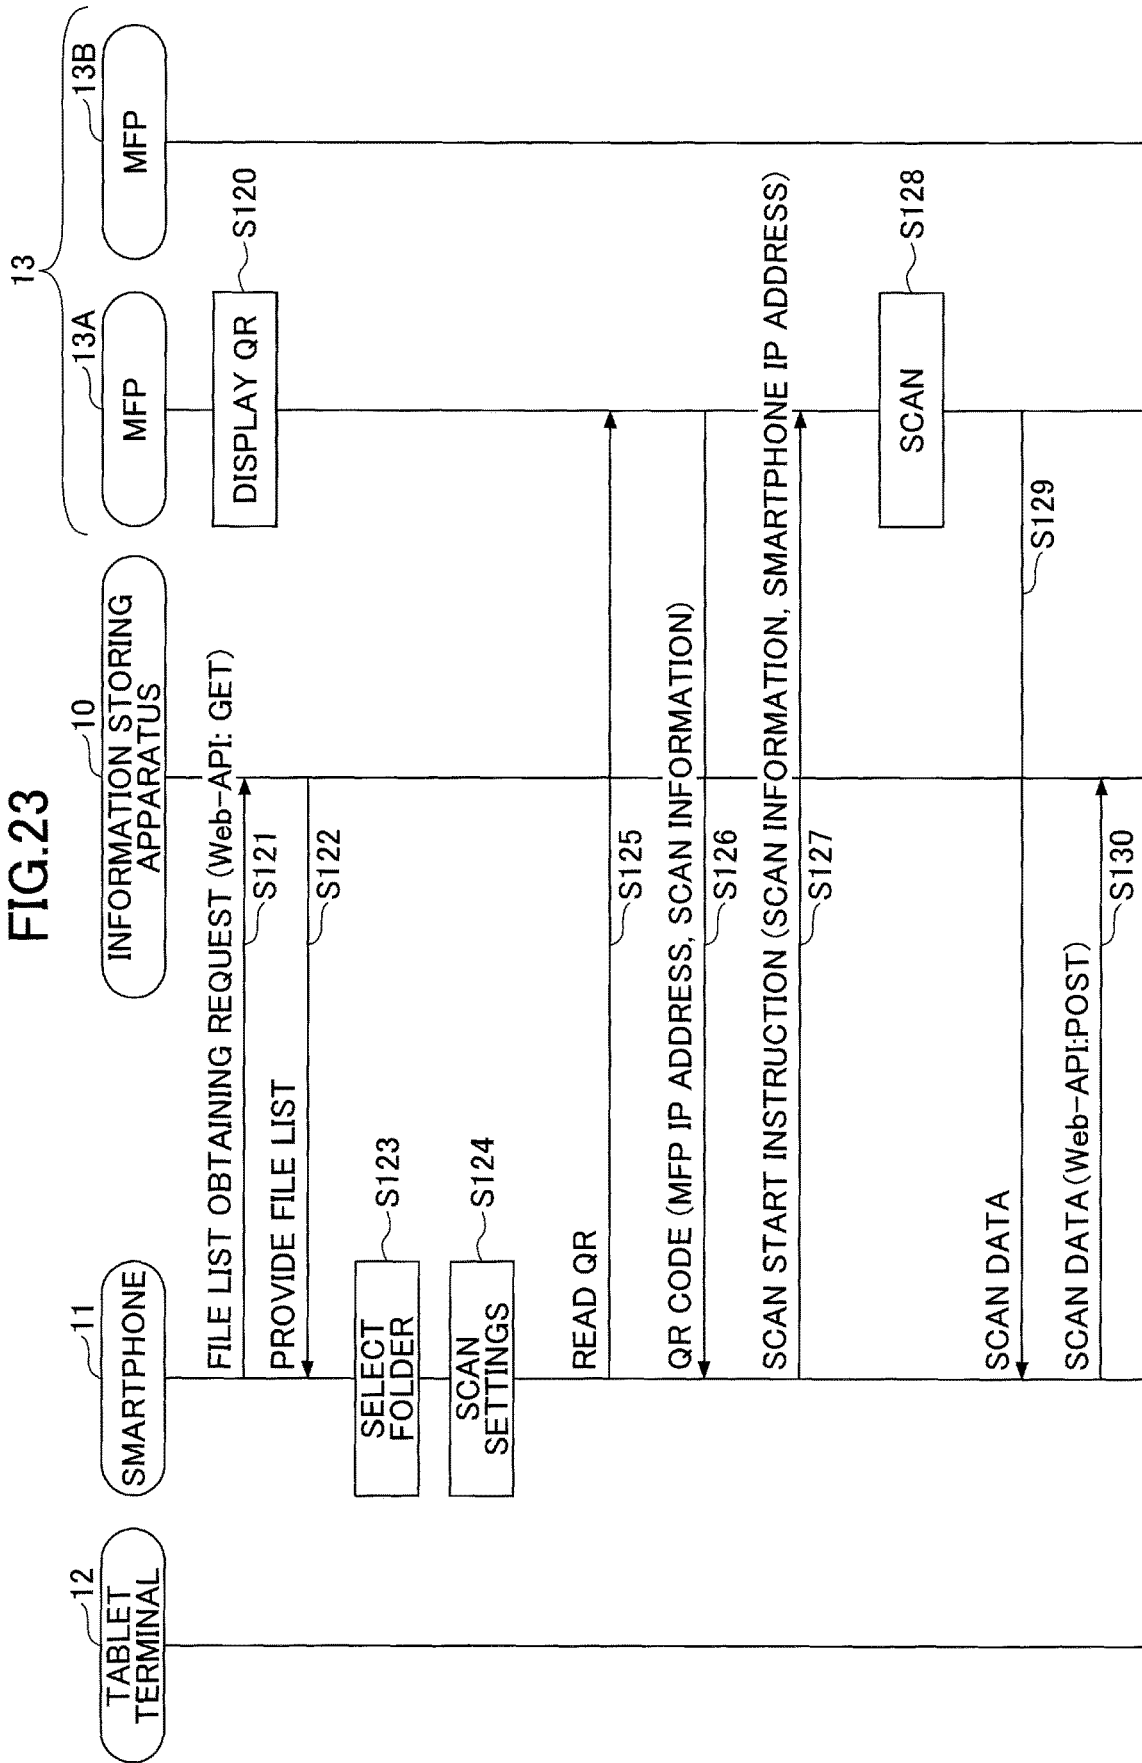 FIG.23
12
TABLET
TERMINAL
11
SMARTPHONE
10
INFORMATION STORING
APPARATUS
13
13A
MFP
13B
MFP
DISPLAY QR
S120
FILE LIST OBTAINING REQUEST (Web-API: GET)
S121
PROVIDE FILE LIST
S122
SELECT
FOLDER
S123
SCAN
SETTINGS
S124
READ QR
S125
QR CODE (MFP IP ADDRESS, SCAN INFORMATION)
S126
SCAN START INSTRUCTION (SCAN INFORMATION, SMARTPHONE IP ADDRESS)
S127
SCAN
S128
SCAN DATA
S129
SCAN DATA (Web-API:POST)
S130